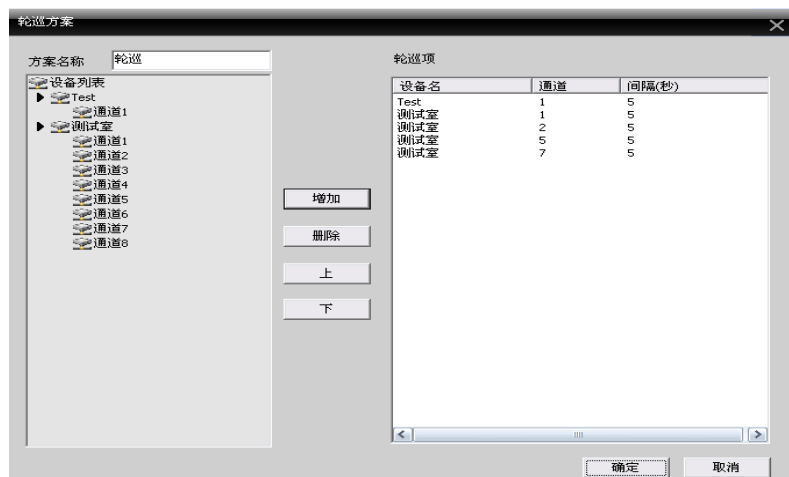 轮巡方案
方案名称 轮巡
设备列表
Test
通道1
测试室
通道1
通道2
通道3
通道4
通道5
通道6
通道7
通道8
增加
删除
上
下
轮巡项
设备名 通道 间隔(秒)
Test 1 5
测试室 1 5
测试室 2 5
测试室 5 5
测试室 7 5
确定 取消